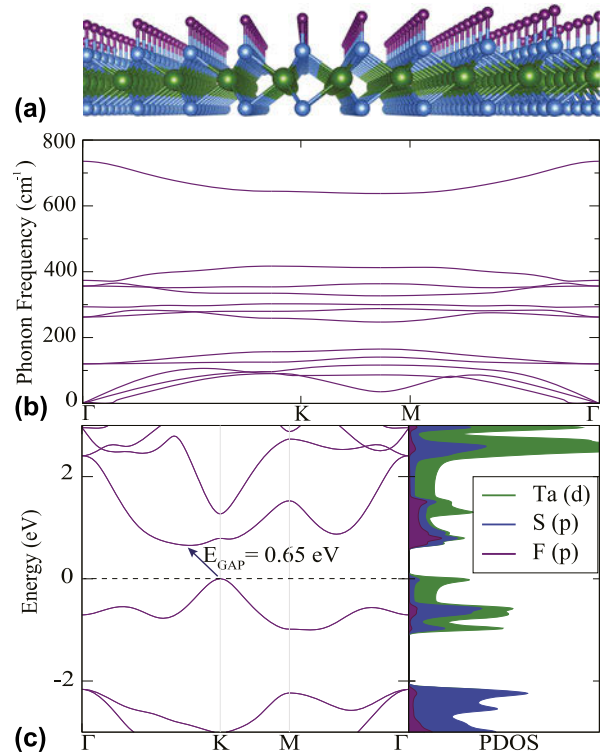 (a)
800
600
400
200
0
Phonon Frequency (cm⁻¹)
Γ K M Γ
(b)
2
0
-2
Energy (eV)
E_GAP= 0.65 eV
Ta (d)
S (p)
F (p)
Γ K M Γ PDOS
(c)